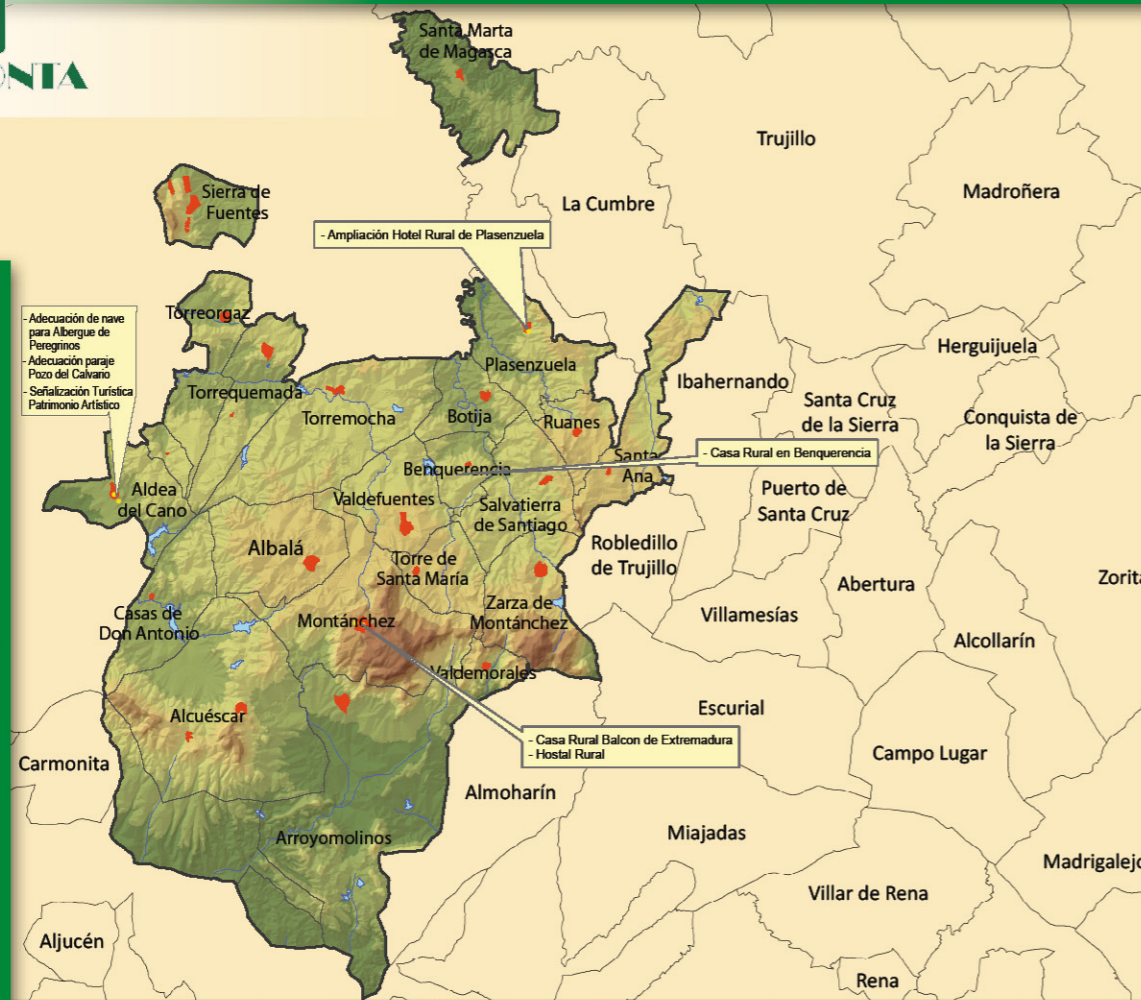 ONTA
Santa Marta
de Magasca
Trujillo
Madroñera
La Cumbre
Sierra de
Fuentes
- Ampliación Hotel Rural de Plasenzuela
- Adecuación de nave
para Albergue de
Peregrinos
- Adecuación paraje
Pozo del Calvario
- Señalización Turística
Patrimonio Artístico
Torreorgaz
Herguijuela
Plasenzuela
Ibahernando
Torrequemada
Torremocha
Botija
Ruanes
Santa Cruz
de la Sierra
Conquista de
la Sierra
Benquerencia
Santa
Ana
- Casa Rural en Benquerencia
Aldea
del Cano
Valdefuentes
Salvatierra
de Santiago
Puerto de
Santa Cruz
Albalá
Torre de
Santa María
Robledillo
de Trujillo
Abertura
Zorita
Casas de
Don Antonio
Montánchez
Zarza de
Montánchez
Villamesías
Alcollarín
Valdemorales
Alcuéscar
Escurial
- Casa Rural Balcon de Extremadura
- Hostal Rural
Campo Lugar
Carmonita
Almoharín
Arroyomolinos
Miajadas
Madrigalejo
Villar de Rena
Aljucén
Rena